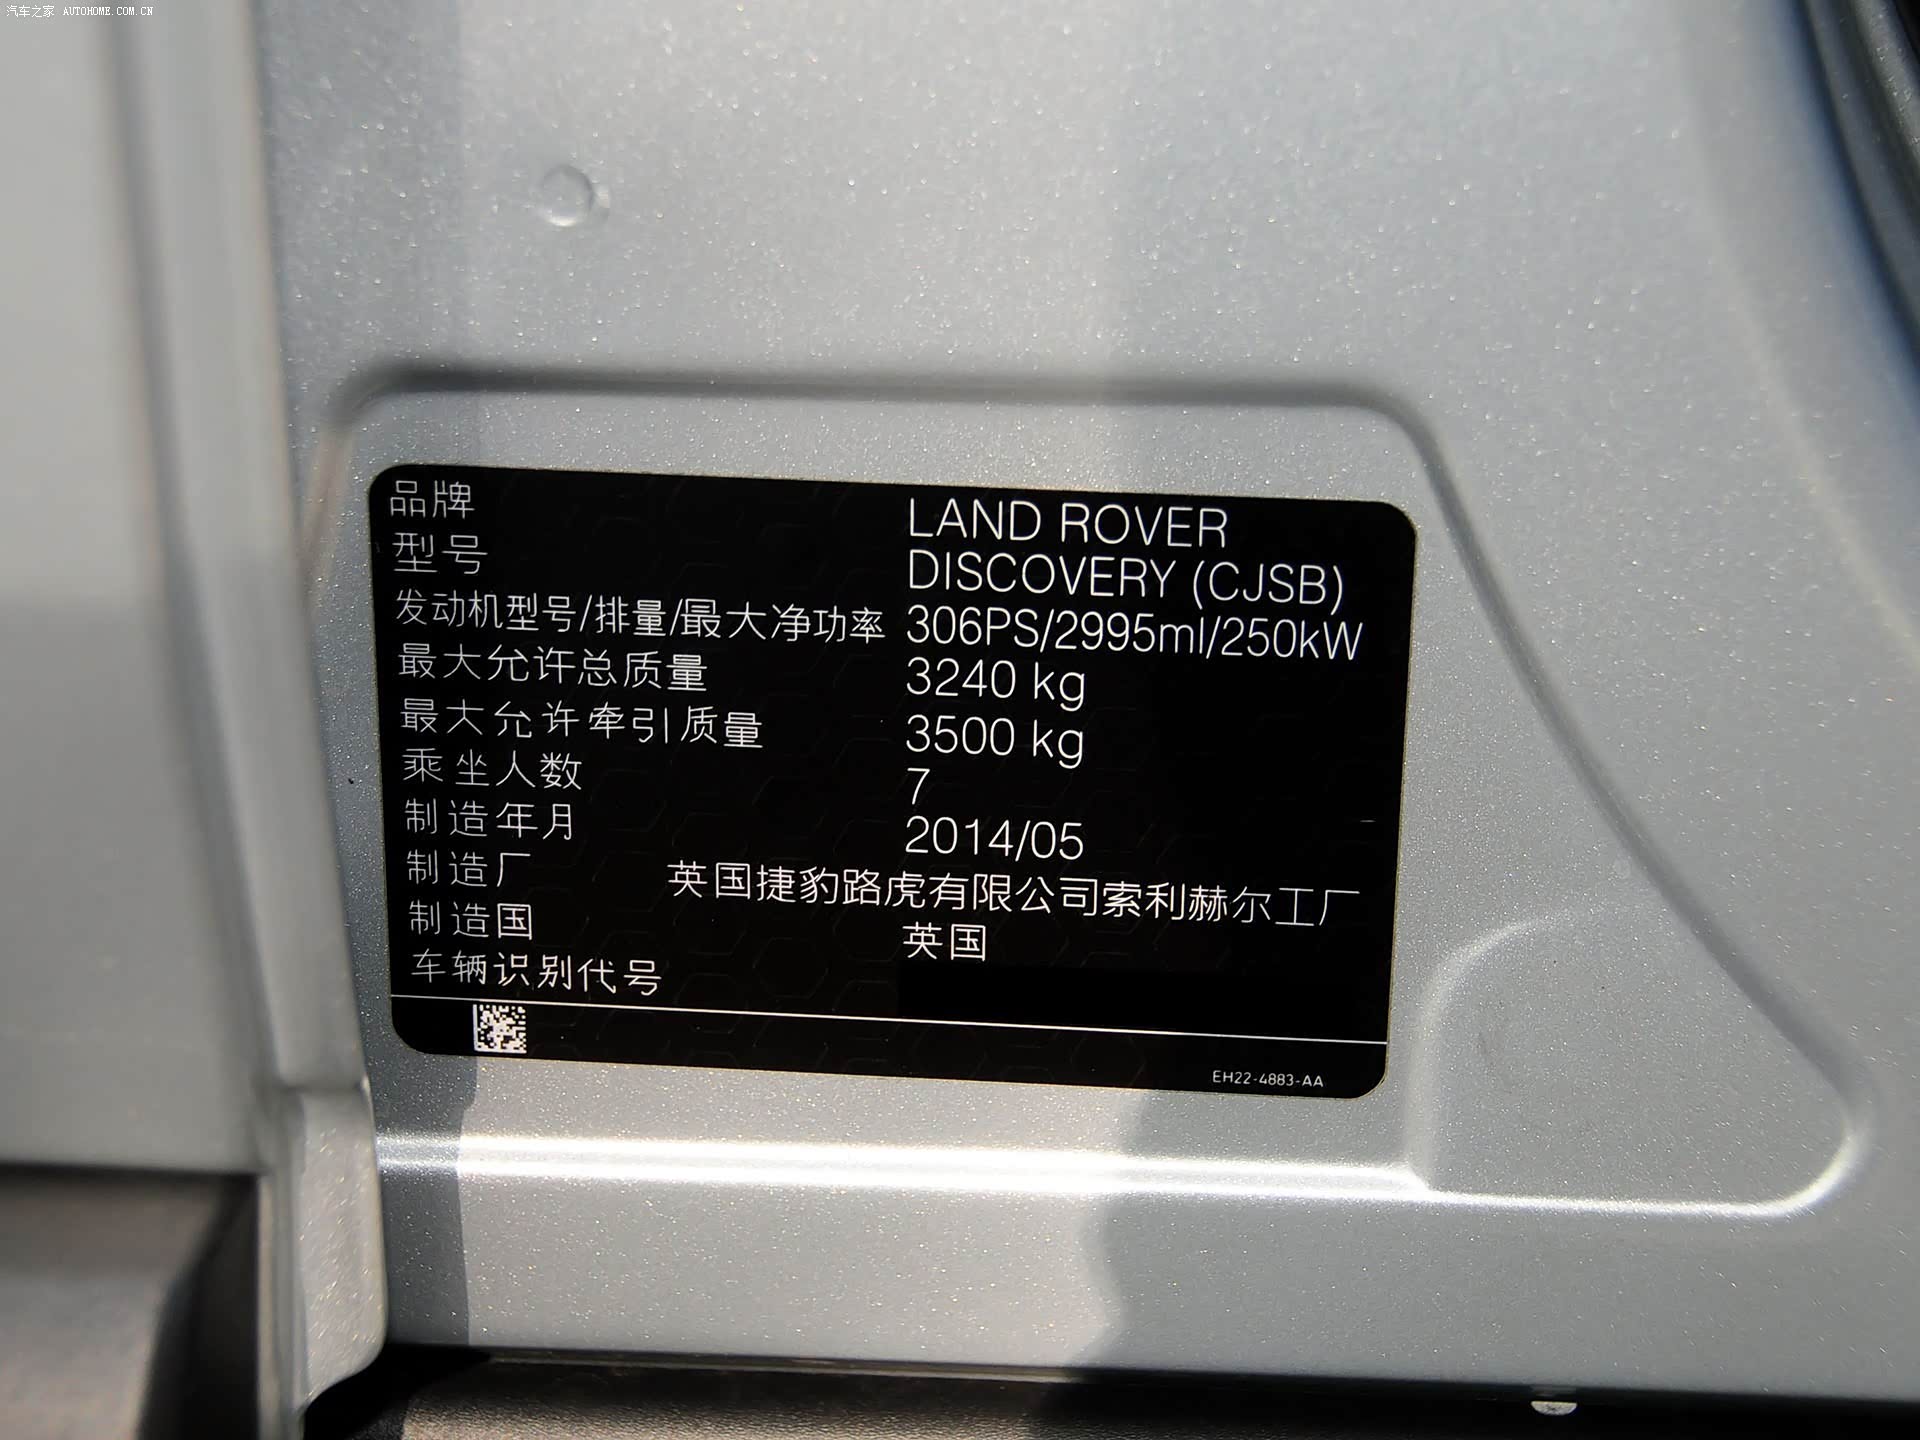 汽车之家 AUTOHOME.COM.CN
品牌 LAND ROVER
型号 DISCOVERY (CJSB)
发动机型号/排量/最大净功率 306PS/2995ml/250kW
最大允许总质量 3240 kg
最大允许牵引质量 3500 kg
乘坐人数 7
制造年月 2014/05
制造厂 英国捷豹路虎有限公司索利赫尔工厂
制造国 英国
车辆识别代号
EH22-4883-AA